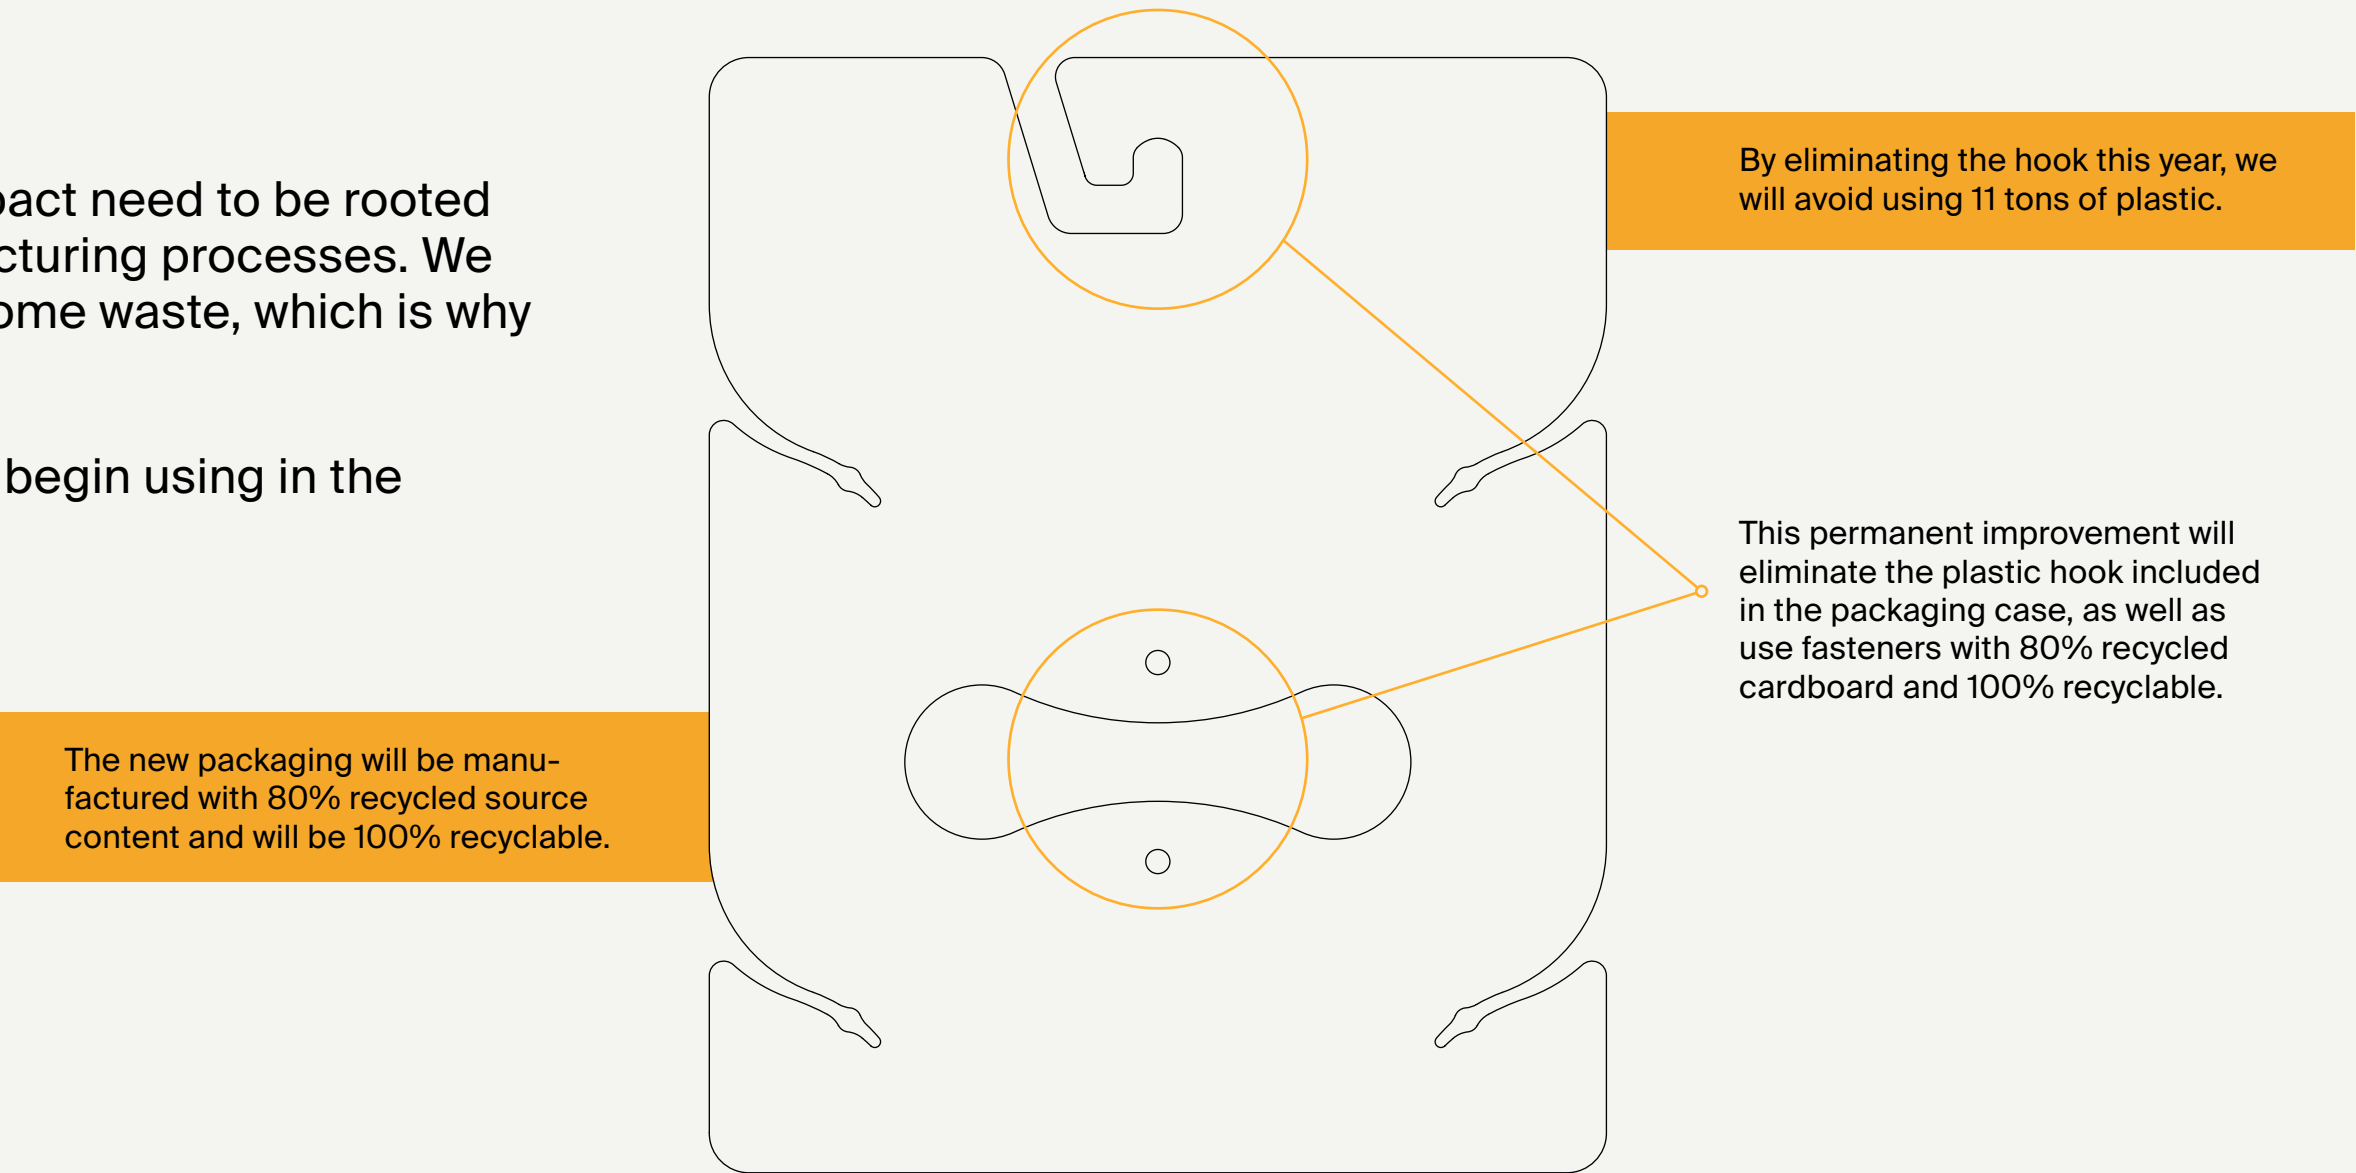 need to be rooted
processes. We
waste, which is why
begin using in the
By eliminating the hook this year, we
will avoid using 11 tons of plastic.
This permanent improvement will
eliminate the plastic hook included
in the packaging case, as well as
use fasteners with 80% recycled
cardboard and 100% recyclable.
The new packaging will be manu-
factured with 80% recycled source
content and will be 100% recyclable.